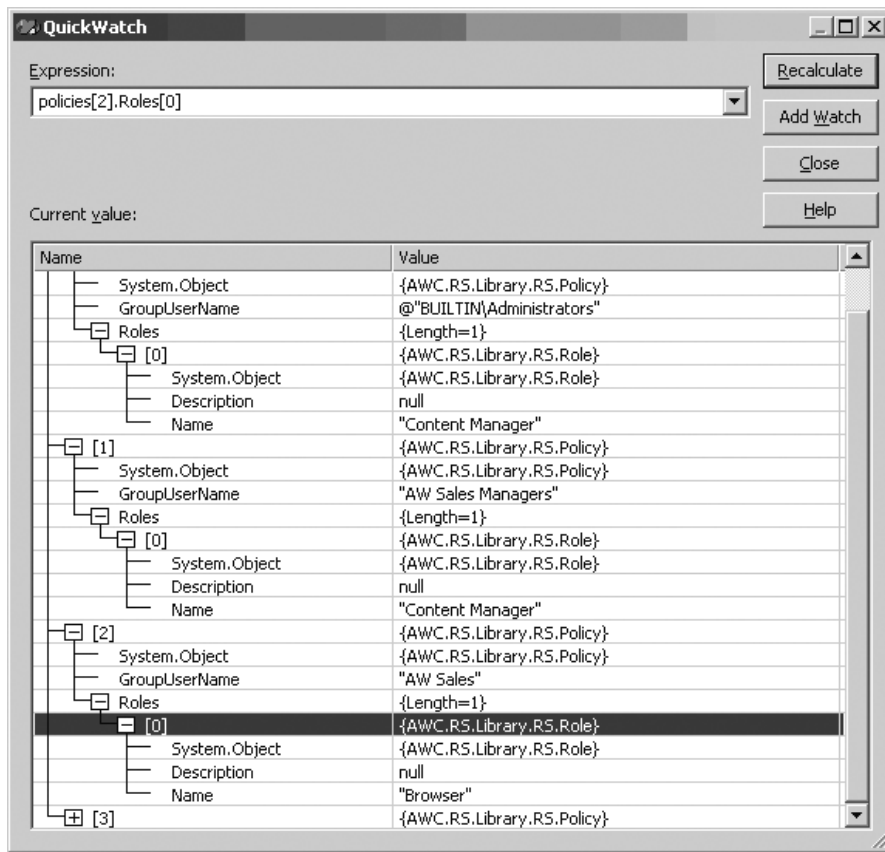 QuickWatch
Expression:
Recalculate
policies[2].Roles[0]
Add Watch
Close
Current value:
Help
Name Value
System.Object {AWC.RS.Library.RS.Policy}
GroupUserName @"BUILTIN\Administrators"
Roles {Length=1}
[0] {AWC.RS.Library.RS.Role}
System.Object {AWC.RS.Library.RS.Role}
Description null
Name "Content Manager"
[1] {AWC.RS.Library.RS.Policy}
System.Object {AWC.RS.Library.RS.Policy}
GroupUserName "AW Sales Managers"
Roles {Length=1}
[0] {AWC.RS.Library.RS.Role}
System.Object {AWC.RS.Library.RS.Role}
Description null
Name "Content Manager"
[2] {AWC.RS.Library.RS.Policy}
System.Object {AWC.RS.Library.RS.Policy}
GroupUserName "AW Sales"
Roles {Length=1}
[0] {AWC.RS.Library.RS.Role}
System.Object {AWC.RS.Library.RS.Role}
Description null
Name "Browser"
[3] {AWC.RS.Library.RS.Policy}